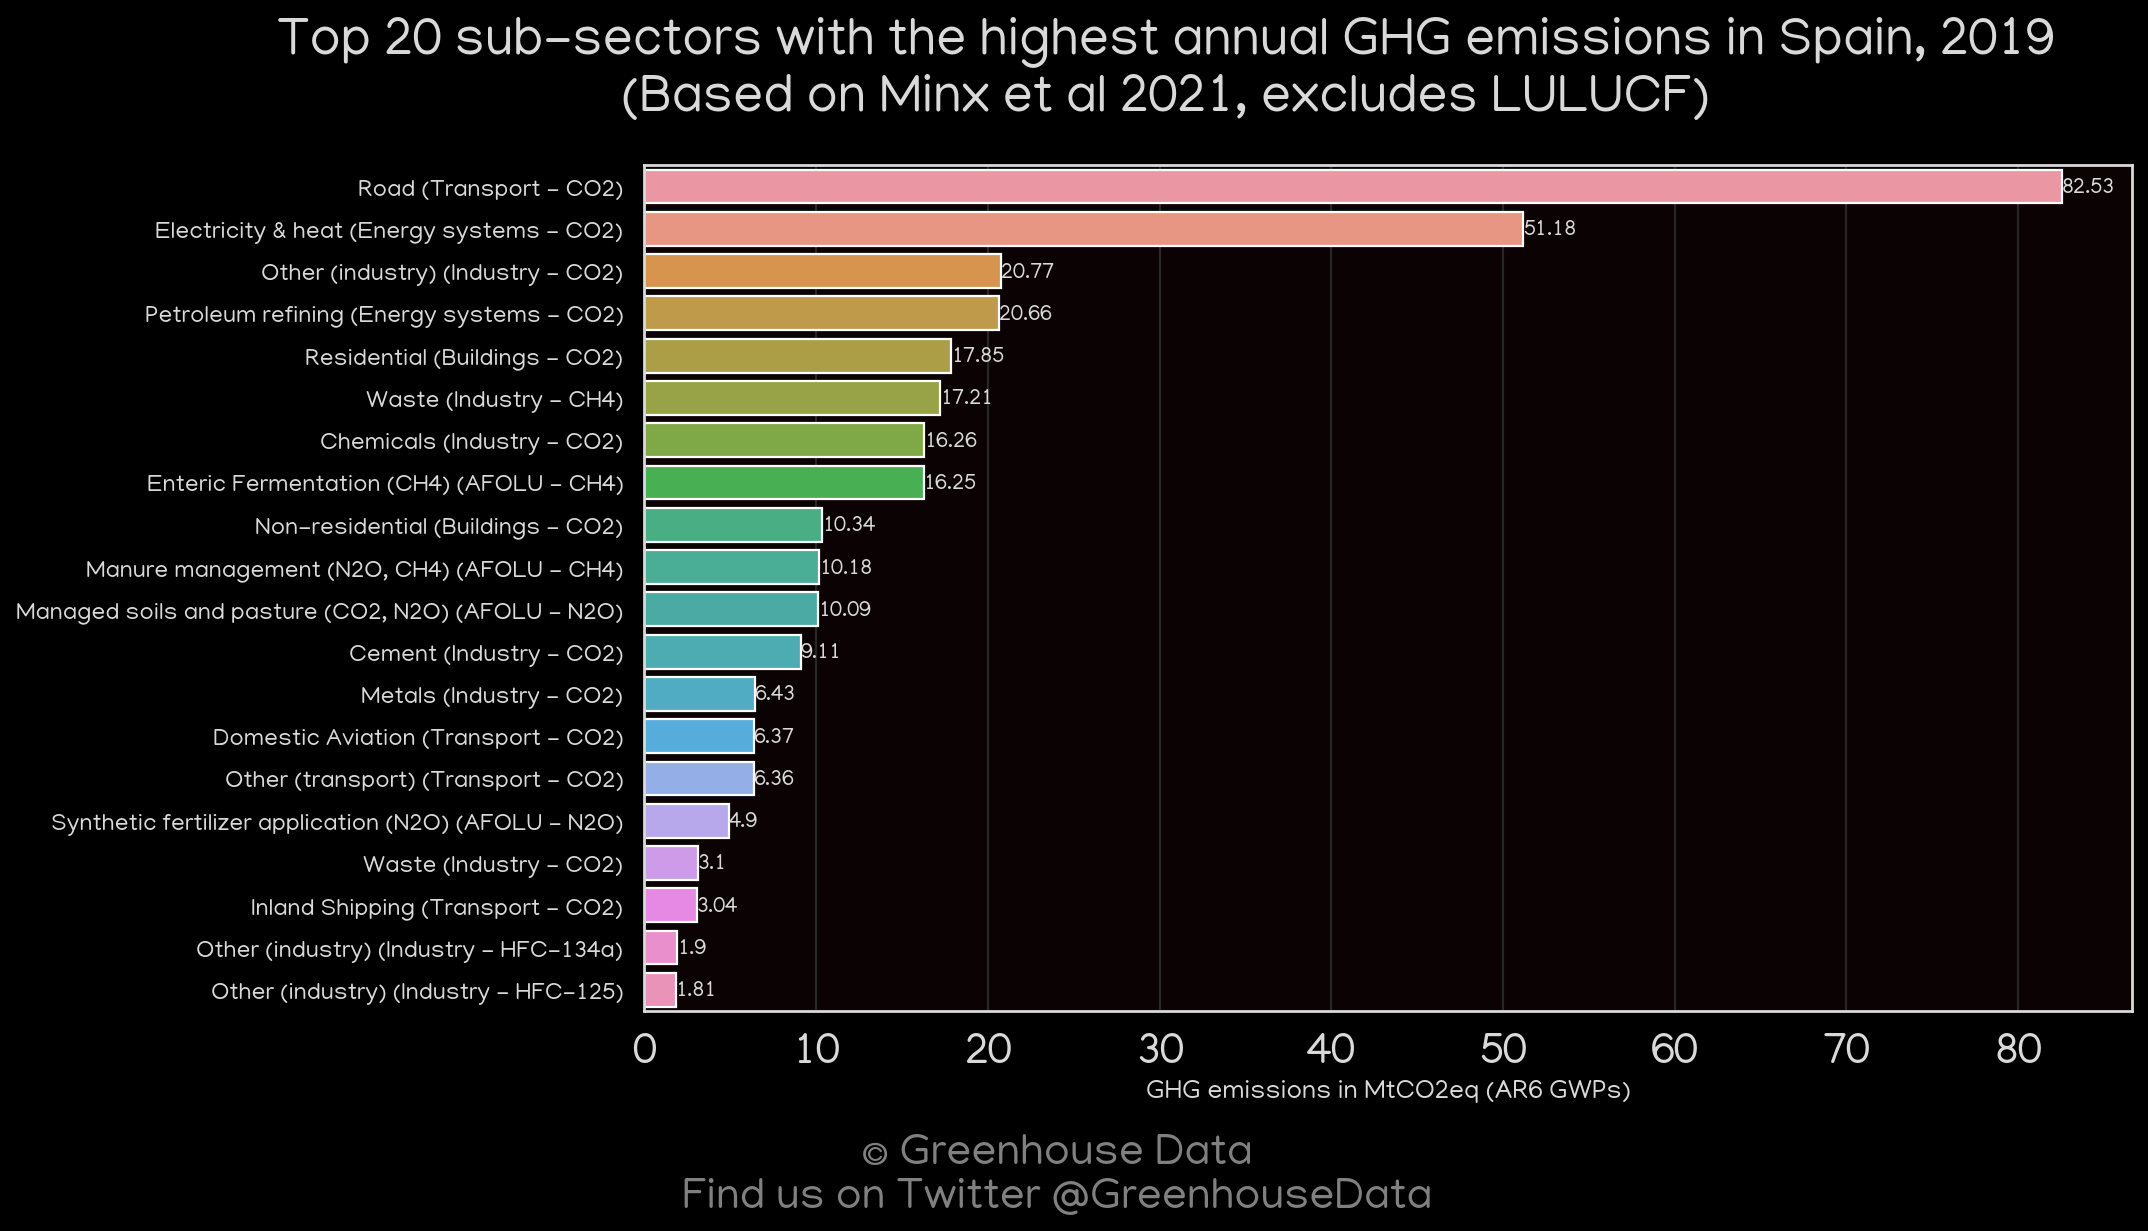 Top 20 sub-sectors with the highest annual GHG emissions in Spain, 2019
(Based on Minx et al 2021, excludes LULUCF)
Road (Transport - CO2) 82.53
Electricity & heat (Energy systems - CO2) 51.18
Other (industry) (Industry - CO2) 20.77
Petroleum refining (Energy systems - CO2) 20.66
Residential (Buildings - CO2) 17.85
Waste (Industry - CH4) 17.21
Chemicals (Industry - CO2) 16.26
Enteric Fermentation (CH4) (AFOLU - CH4) 16.25
Non-residential (Buildings - CO2) 10.34
Manure management (N2O, CH4) (AFOLU - CH4) 10.18
Managed soils and pasture (CO2, N2O) (AFOLU - N2O) 10.09
Cement (Industry - CO2) 9.11
Metals (Industry - CO2) 6.43
Domestic Aviation (Transport - CO2) 6.37
Other (transport) (Transport - CO2) 6.36
Synthetic fertilizer application (N2O) (AFOLU - N2O) 4.9
Waste (Industry - CO2) 3.1
Inland Shipping (Transport - CO2) 3.04
Other (industry) (Industry - HFC-134a) 1.9
Other (industry) (Industry - HFC-125) 1.81
0 10 20 30 40 50 60 70 80
GHG emissions in MtCO2eq (AR6 GWPs)
© Greenhouse Data
Find us on Twitter @GreenhouseData